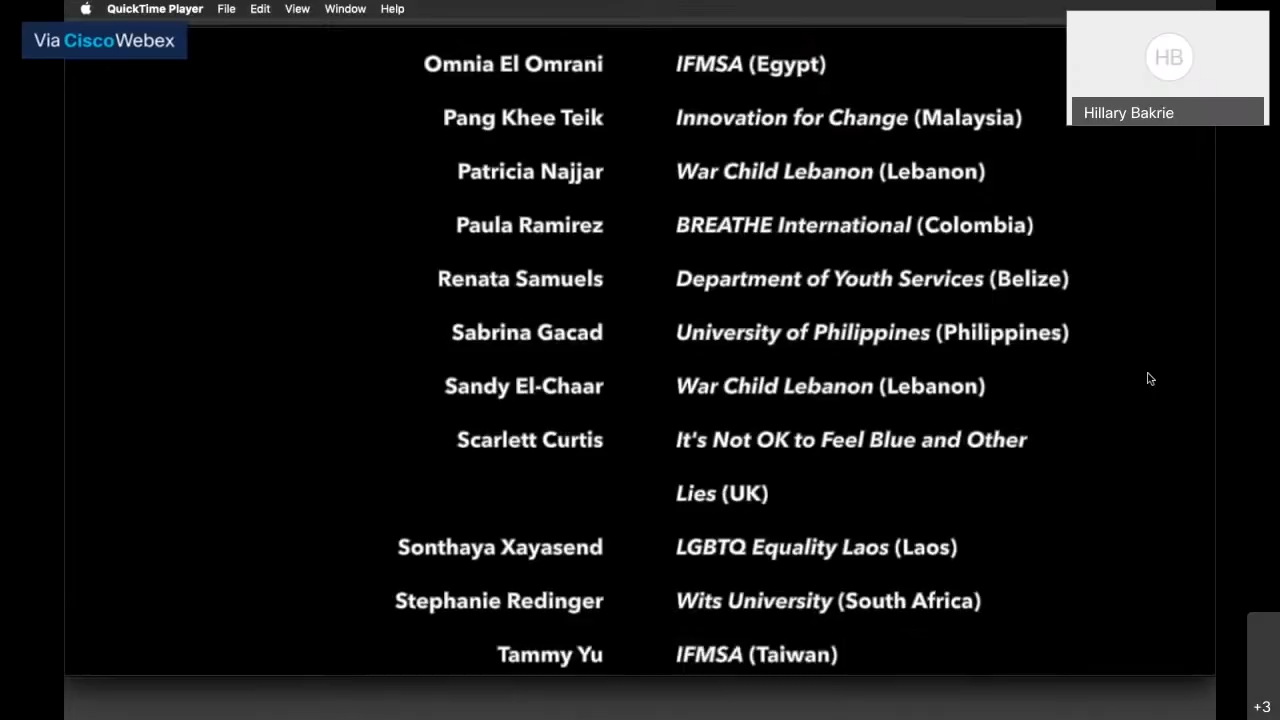 QuickTime Player File Edit View Window Help
Via CiscoWebex
HB
Hillary Bakrie
Omnia El Omrani IFMSA (Egypt)
Pang Khee Teik Innovation for Change (Malaysia)
Patricia Najjar War Child Lebanon (Lebanon)
Paula Ramirez BREATHE International (Colombia)
Renata Samuels Department of Youth Services (Belize)
Sabrina Gacad University of Philippines (Philippines)
Sandy El-Chaar War Child Lebanon (Lebanon)
Scarlett Curtis It's Not OK to Feel Blue and Other
Lies (UK)
Sonthaya Xayasend LGBTQ Equality Laos (Laos)
Stephanie Redinger Wits University (South Africa)
Tammy Yu IFMSA (Taiwan)
+3